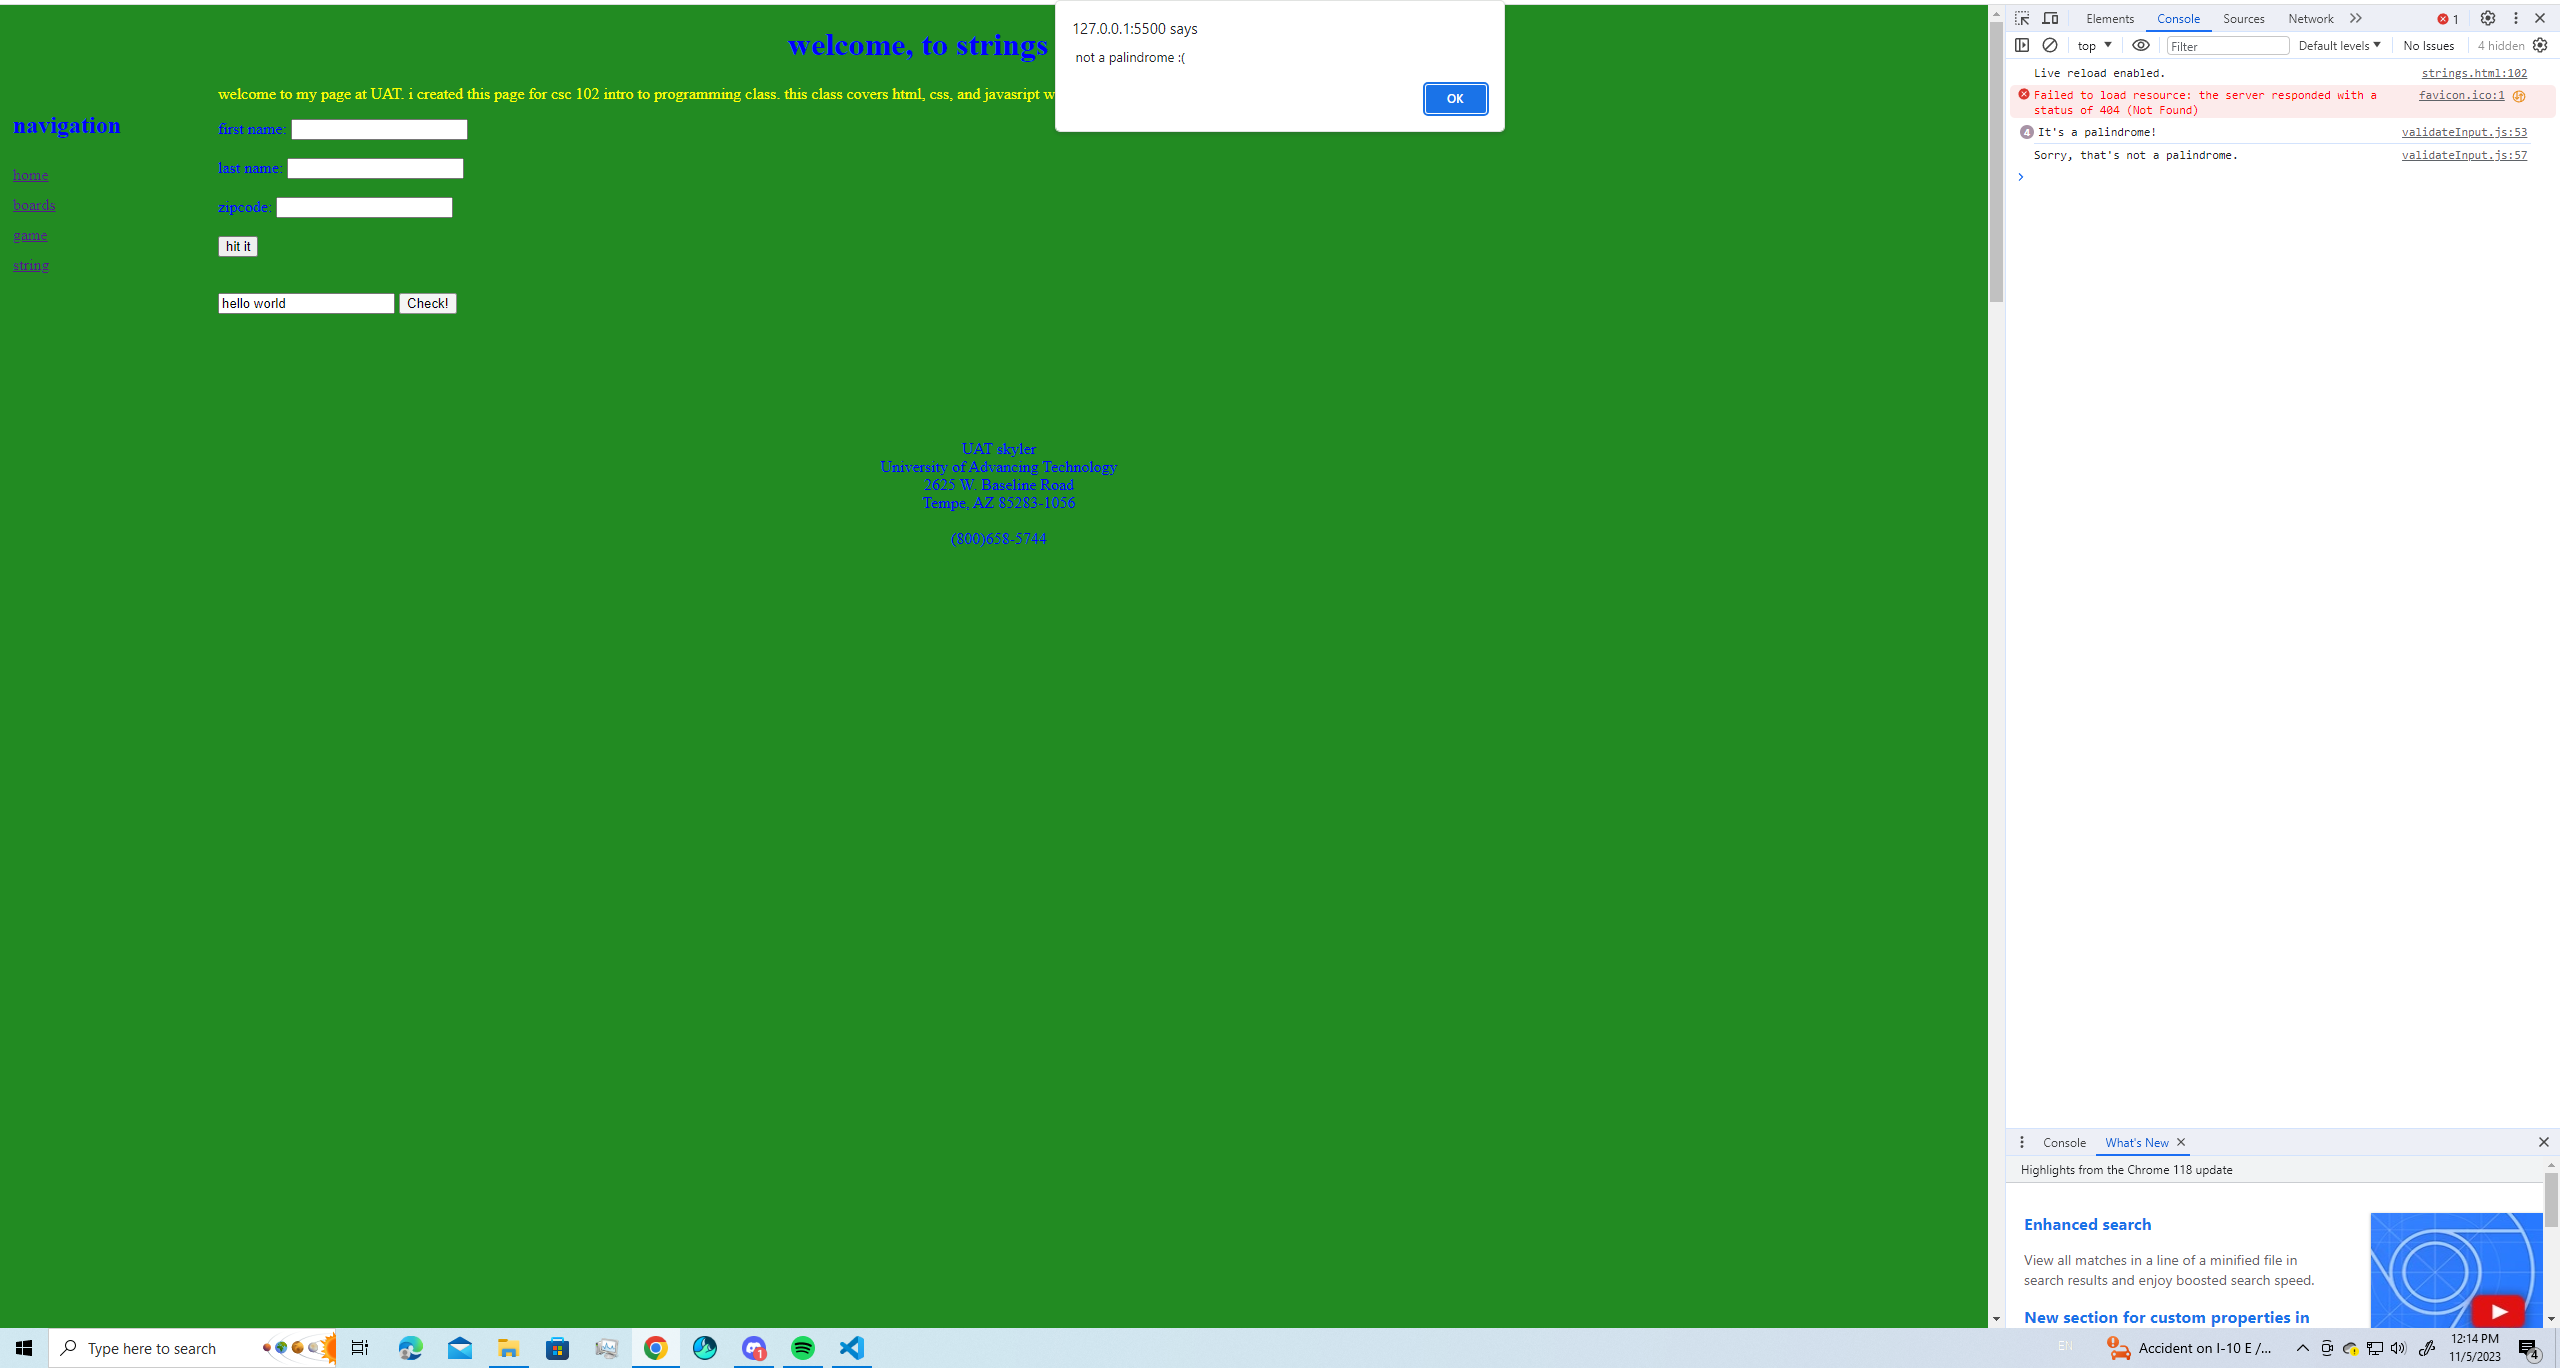 welcome, to strings
welcome to my page at UAT. i created this page for csc 102 intro to programming class. this class covers html, css, and javasript w
navigation
home
boards
game
string
first name:
last name:
zipcode:
hit it
hello world Check!
UAT skyler
University of Advancing Technology
2625 W. Baseline Road
Tempe, AZ 85283-1056
(800)658-5744
127.0.0.1:5500 says
not a palindrome :(
OK
Elements Console Sources Network 1
top Filter Default levels No Issues 4 hidden
Live reload enabled. strings.html:102
Failed to load resource: the server responded with a favicon.ico:1
status of 404 (Not Found)
4 It's a palindrome! validateInput.js:53
Sorry, that's not a palindrome. validateInput.js:57
Console What's New
Highlights from the Chrome 118 update
Enhanced search
View all matches in a line of a minified file in
search results and enjoy boosted search speed.
New section for custom properties in
Type here to search
1
EN
Accident on I-10 E /...
12:14 PM
11/5/2023
4